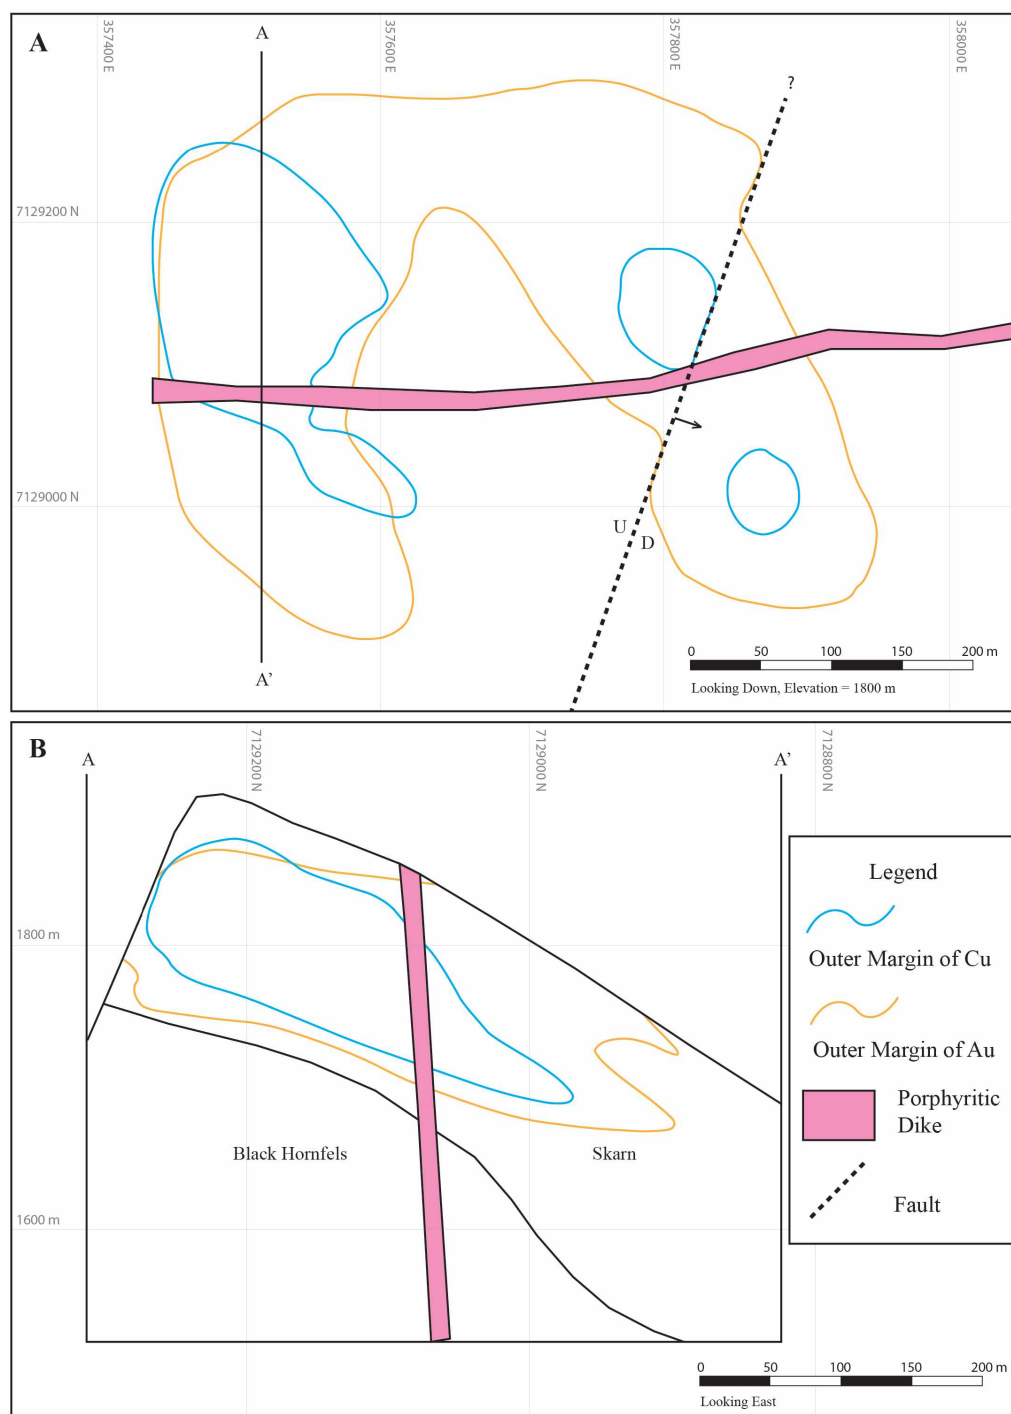 A
A
357400 E
357600 E
357800 E
358000 E
?
7129200 N
7129000 N
U
D
A’
0 50 100 150 200 m
Looking Down, Elevation = 1800 m
B
A
7129200 N
7129000 N
A’
7128800 N
1800 m
1600 m
Black Hornfels
Skarn
Legend
Outer Margin of Cu
Outer Margin of Au
Porphyritic
Dike
Fault
0 50 100 150 200 m
Looking East